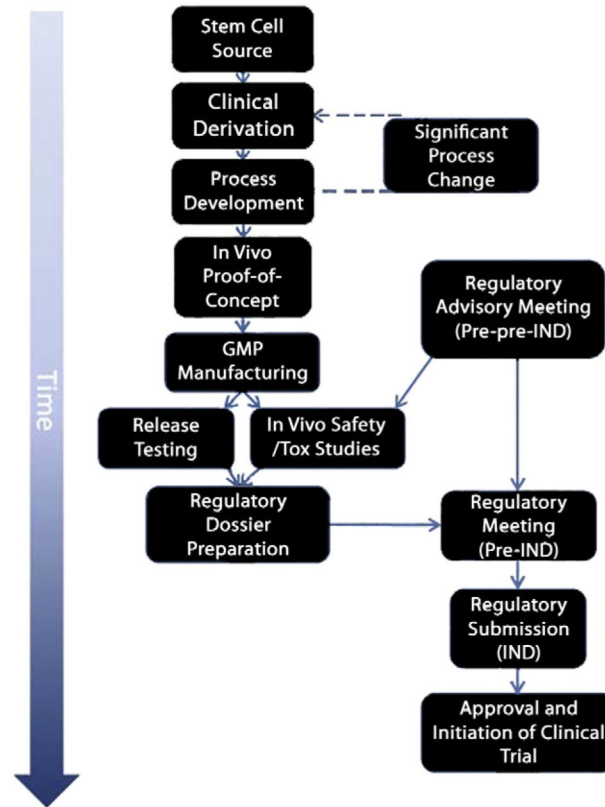 Stem Cell
Source
Clinical
Derivation
Significant
Process
Change
Process
Development
In Vivo
Proof-of-
Concept
Regulatory
Advisory Meeting
(Pre-pre-IND)
GMP
Manufacturing
Time
Release
Testing
In Vivo Safety
/Tox Studies
Regulatory
Dossier
Preparation
Regulatory
Meeting
(Pre-IND)
Regulatory
Submission
(IND)
Approval and
Initiation of Clinical
Trial